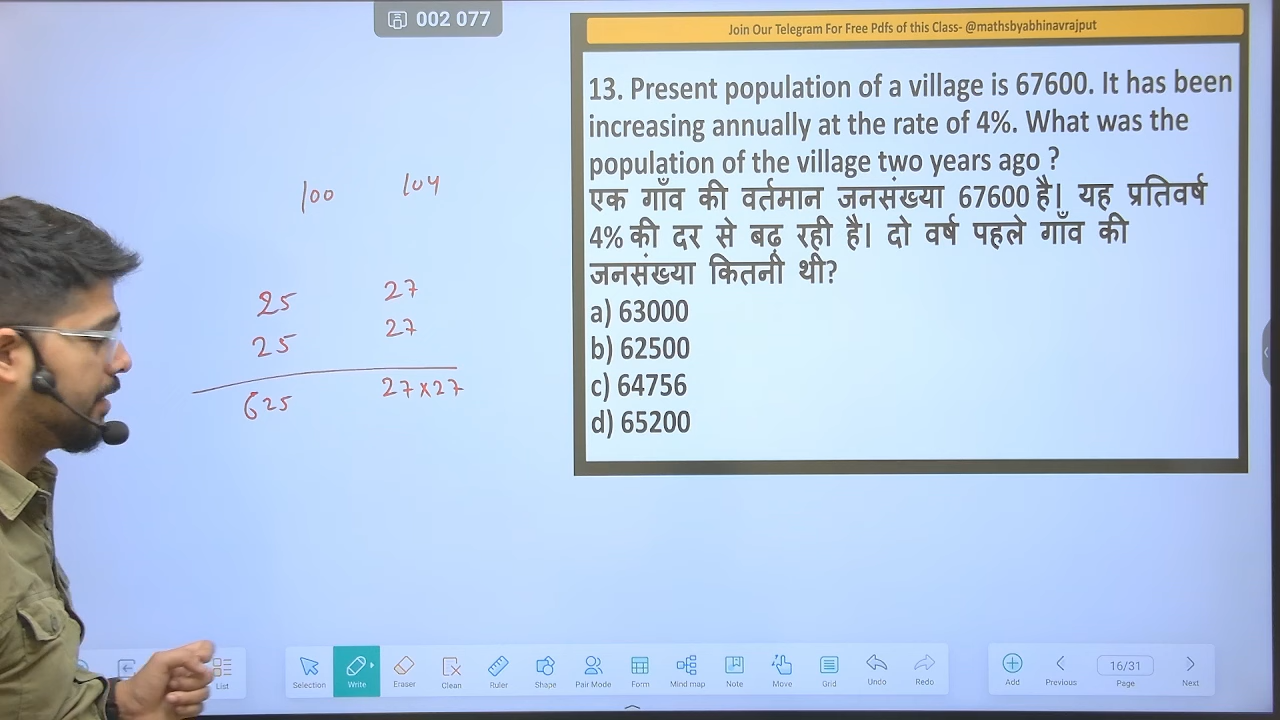 002 077
Join Our Telegram For Free Pdfs of this Class- @mathsbyabhinavrajput
13. Present population of a village is 67600. It has been
increasing annually at the rate of 4%. What was the
population of the village two years ago ?
एक गाँव की वर्तमान जनसंख्या 67600 है। यह प्रतिवर्ष
4% की दर से बढ़ रही है। दो वर्ष पहले गाँव की
जनसंख्या कितनी थी?
a) 63000
b) 62500
c) 64756
d) 65200
100 104
25 27
25 27
625 27×27
List
Selection
Write
Eraser
Clean
Ruler
Shape
Pair Mode
Form
Mind map
Note
Move
Grid
Undo
Redo
Add
Previous
16/31
Page
Next